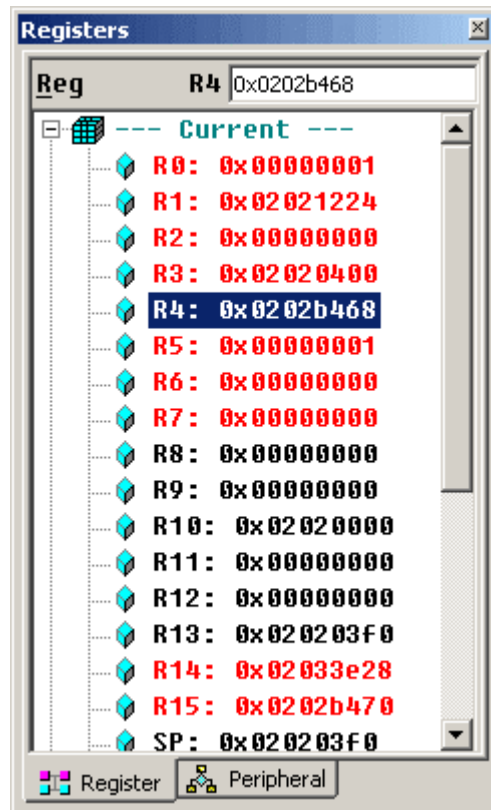 Registers
Reg R4 0x0202b468
--- Current ---
R0: 0x00000001
R1: 0x02021224
R2: 0x00000000
R3: 0x02020400
R4: 0x0202b468
R5: 0x00000001
R6: 0x00000000
R7: 0x00000000
R8: 0x00000000
R9: 0x00000000
R10: 0x02020000
R11: 0x00000000
R12: 0x00000000
R13: 0x020203f0
R14: 0x02033e28
R15: 0x0202b470
SP: 0x020203f0
Register Peripheral